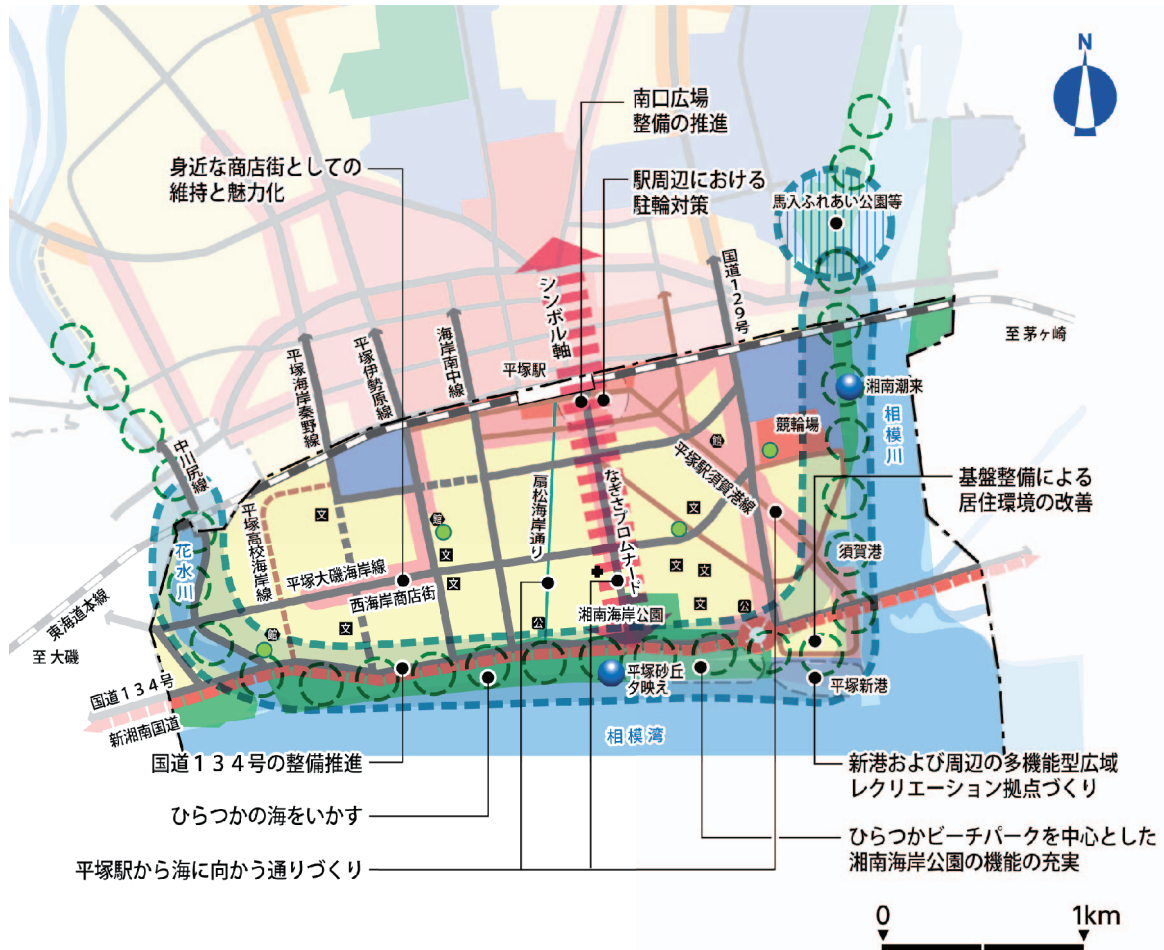 N
南口広場
整備の推進
身近な商店街としての
維持と魅力化
駅周辺における
駐輪対策
馬入ふれあい公園等
国道129号
シンボル軸
海岸南中線
平塚伊勢原線
平塚海岸秦野線
平塚駅
至茅ヶ崎
湘南潮来
相模川
競輪場
館
中川尻線
平塚駅須賀港線
基盤整備による
居住環境の改善
扇松海岸通り
なぎさプロムナード
平塚高校海岸線
文
館
文
文
須賀港
花水川
平塚大磯海岸線
西海岸商店街
文
文
文
文
公
東海道本線
至大磯
湘南海岸公園
公
文
館
国道134号
新湘南国道
平塚砂丘
夕映え
平塚新港
相模湾
国道134号の整備推進
新港および周辺の多機能型広域
レクリエーション拠点づくり
ひらつかの海をいかす
ひらつかビーチパークを中心とした
湘南海岸公園の機能の充実
平塚駅から海に向かう通りづくり
0
1km